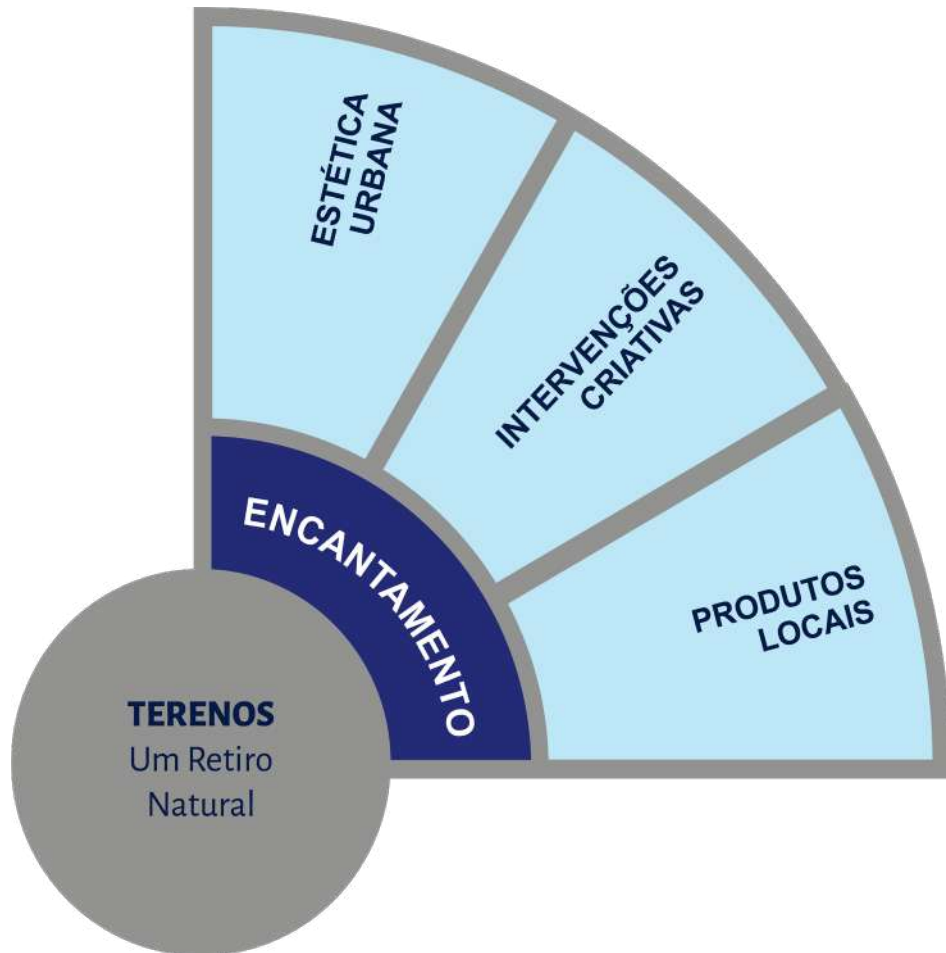 ESTÉTICA
URBANA
INTERVENÇÕES
CRIATIVAS
PRODUTOS
LOCAIS
ENCANTAMENTO
TERENOS
Um Retiro
Natural